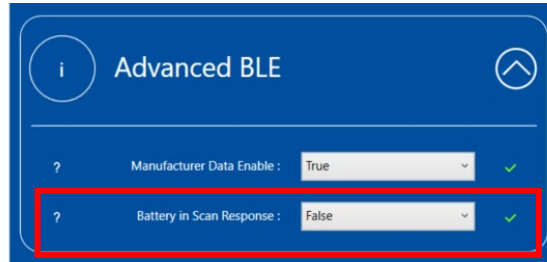 i Advanced BLE
? Manufacturer Data Enable : True
? Battery in Scan Response : False